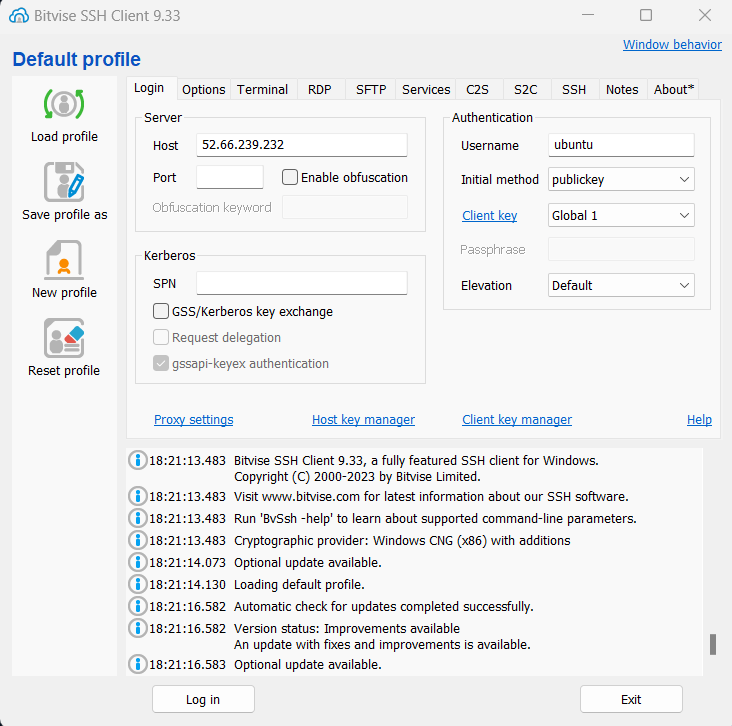 Bitvise SSH Client 9.33
Window behavior
Default profile
Load profile
Save profile as
New profile
Reset profile
Login Options Terminal RDP SFTP Services C2S S2C SSH Notes About*
Server
Host 52.66.239.232
Port Enable obfuscation
Obfuscation keyword
Kerberos
SPN
GSS/Kerberos key exchange
Request delegation
gssapi-keyex authentication
Authentication
Username ubuntu
Initial method publickey
Client key Global 1
Passphrase
Elevation Default
Proxy settings Host key manager Client key manager Help
18:21:13.483 Bitvise SSH Client 9.33, a fully featured SSH client for Windows.
Copyright (C) 2000-2023 by Bitvise Limited.
18:21:13.483 Visit www.bitvise.com for latest information about our SSH software.
18:21:13.483 Run 'BvSsh -help' to learn about supported command-line parameters.
18:21:13.483 Cryptographic provider: Windows CNG (x86) with additions
18:21:14.073 Optional update available.
18:21:14.130 Loading default profile.
18:21:16.582 Automatic check for updates completed successfully.
18:21:16.582 Version status: Improvements available
An update with fixes and improvements is available.
18:21:16.583 Optional update available.
Log in Exit